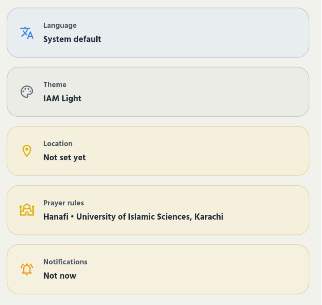 Language
System default
Theme
IAM Light
Location
Not set yet
Prayer rules
Hanafi • University of Islamic Sciences, Karachi
Notifications
Not now